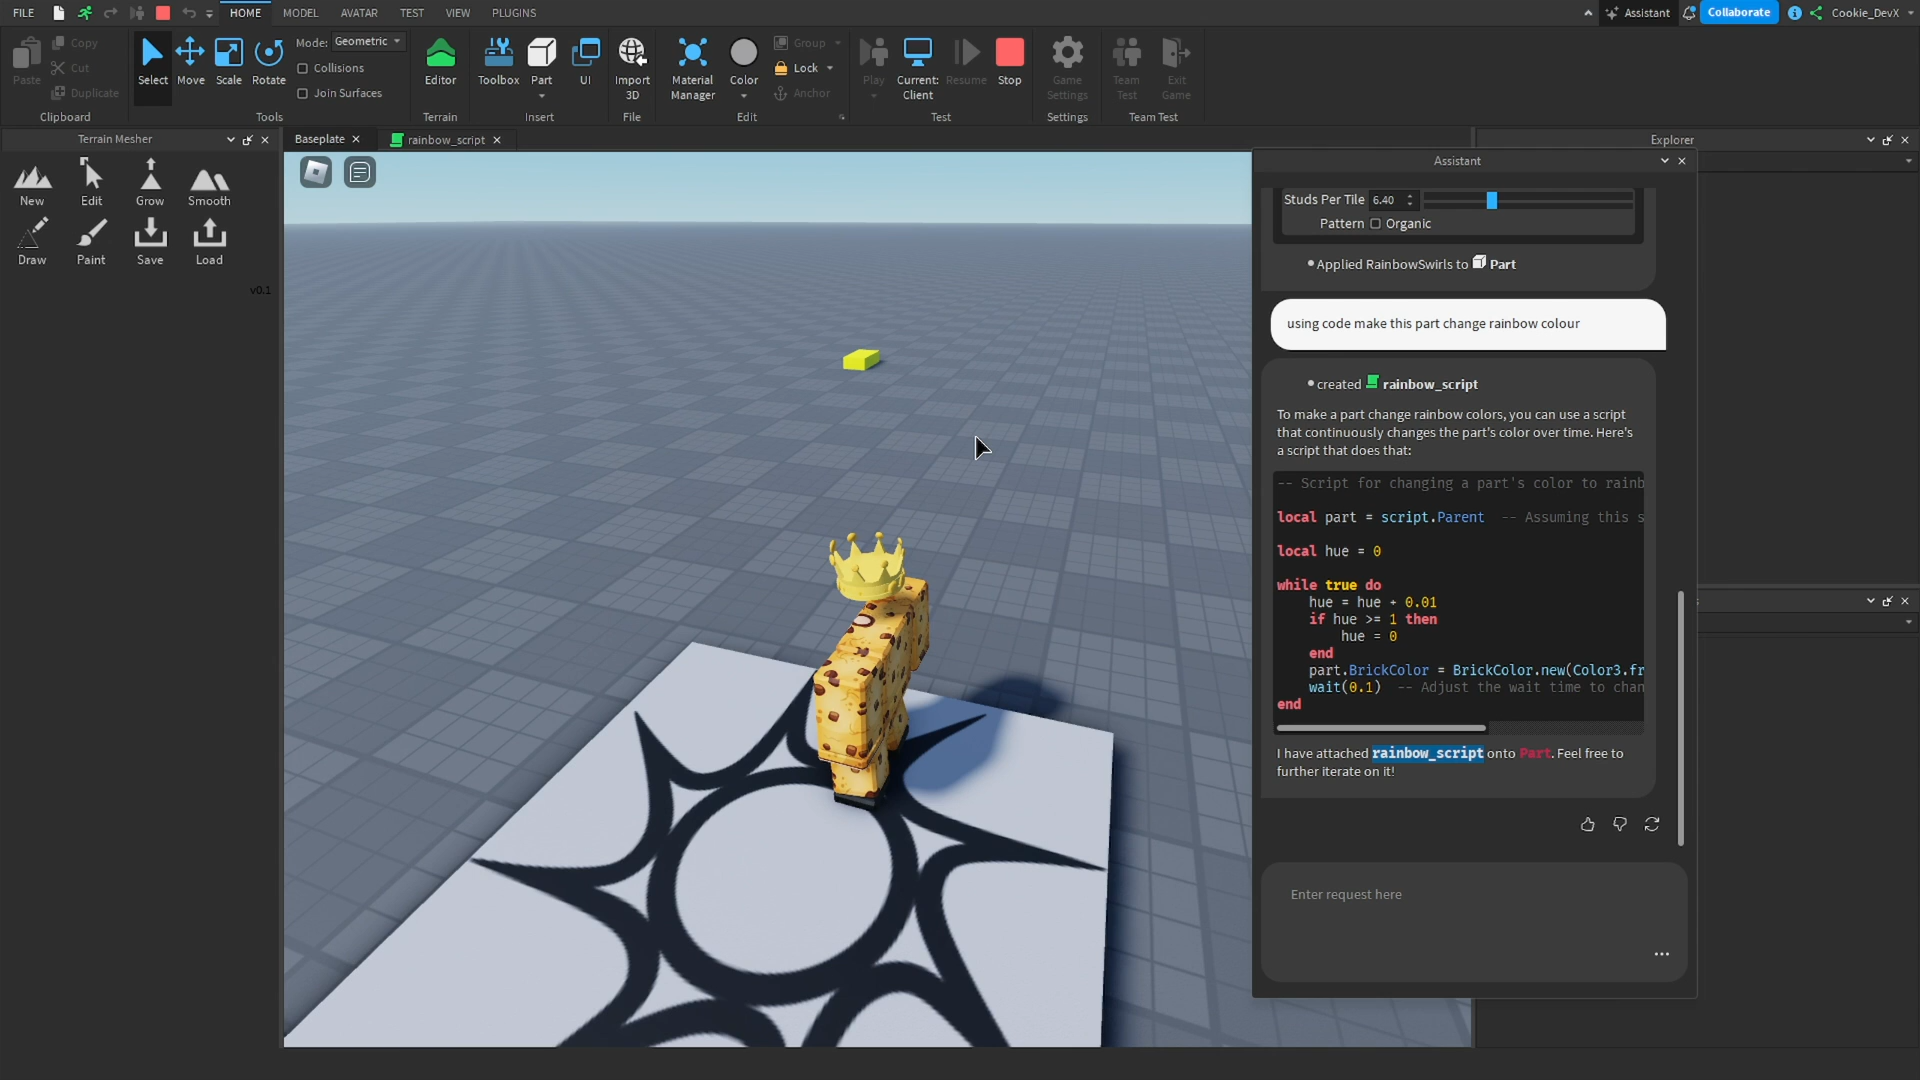 FILE
HOME
MODEL
AVATAR
TEST
VIEW
PLUGINS
Assistant
Collaborate
Cookie_DevX
Paste
Copy
Cut
Duplicate
Clipboard
Select
Move
Scale
Rotate
Mode: Geometric
Collisions
Join Surfaces
Tools
Editor
Terrain
Toolbox
Part
UI
Insert
Import
3D
File
Material
Manager
Color
Group
Lock
Anchor
Edit
Play
Current:
Client
Resume
Stop
Test
Game
Settings
Settings
Team
Test
Exit
Game
Team Test
Terrain Mesher
New
Edit
Grow
Smooth
Draw
Paint
Save
Load
v0.1
Baseplate
rainbow_script
Explorer
Assistant
Studs Per Tile 6.40
Pattern Organic
• Applied RainbowSwirls to Part
using code make this part change rainbow colour
• created rainbow_script
To make a part change rainbow colors, you can use a script
that continuously changes the part's color over time. Here's
a script that does that:
-- Script for changing a part's color to rainb
local part = script.Parent -- Assuming this s
local hue = 0
while true do
hue = hue + 0.01
if hue >= 1 then
hue = 0
end
part.BrickColor = BrickColor.new(Color3.fr
wait(0.1) -- Adjust the wait time to chan
end
I have attached rainbow_script onto Part. Feel free to
further iterate on it!
Enter request here